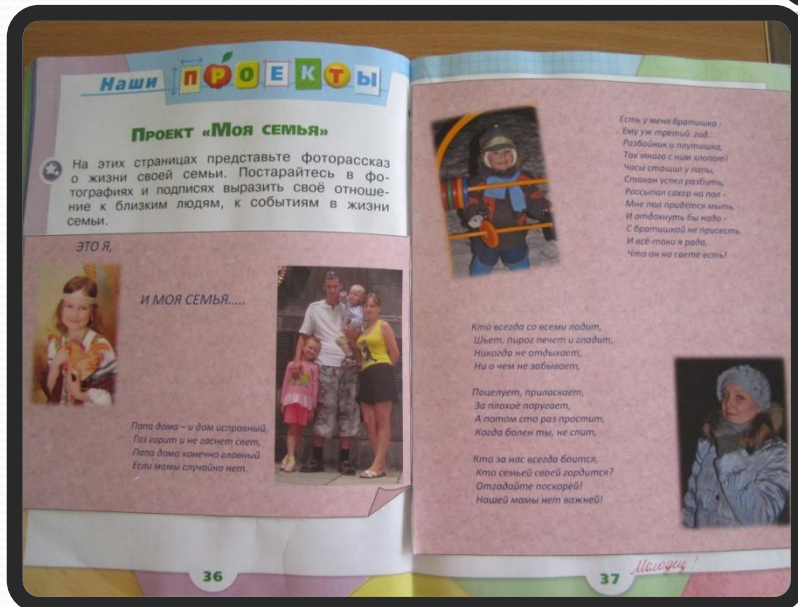 Наши ПРОЕКТЫ
ПРОЕКТ «МОЯ СЕМЬЯ»
На этих страницах представьте фоторассказ
о жизни своей семьи. Постарайтесь в фо-
тографиях и подписях выразить своё отноше-
ние к близким людям, к событиям в жизни
семьи.
ЭТО Я,
И МОЯ СЕМЬЯ.....
Папа дома – и дом исправный,
Газ горит и не гаснет свет,
Папа дома конечно главный
Если мамы случайно нет.
36
Есть у меня братишка -
Ему уж третий год.
Разбойник и плутишка,
Так много с ним хлопот!
Часы стащил у папы,
Стакан успел разбить,
Рассыпал сахар на пол -
Мне пол придётся мыть.
И отдохнуть бы надо -
С братишкой не присесть.
И всё-таки я рада,
Что он на свете есть!
Кто всегда со всеми ладит,
Шьет, пирог печет и гладит,
Никогда не отдыхает,
Ни о чем не забывает,
Поцелует, приласкает,
За плохое поругает,
А потом сто раз простит,
Когда болен ты, не спит,
Кто за нас всегда боится,
Кто семьей своей гордится?
Отгадайте поскорей!
Нашей мамы нет важней!
37
Молодец!